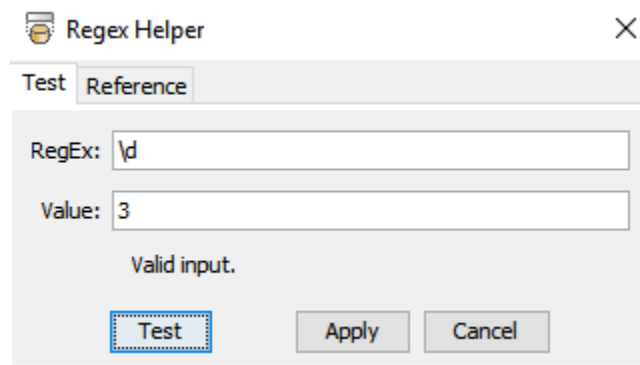 Regex Helper
Test Reference
RegEx: \d
Value: 3
Valid input.
Test Apply Cancel